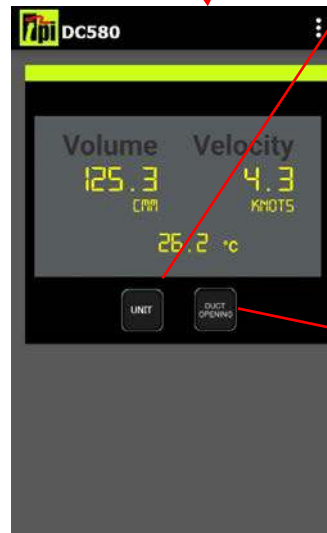 TPI DC580
Volume Velocity
125.3 4.3
CMM KNOTS
26.2 °C
UNIT DUCT
OPENING